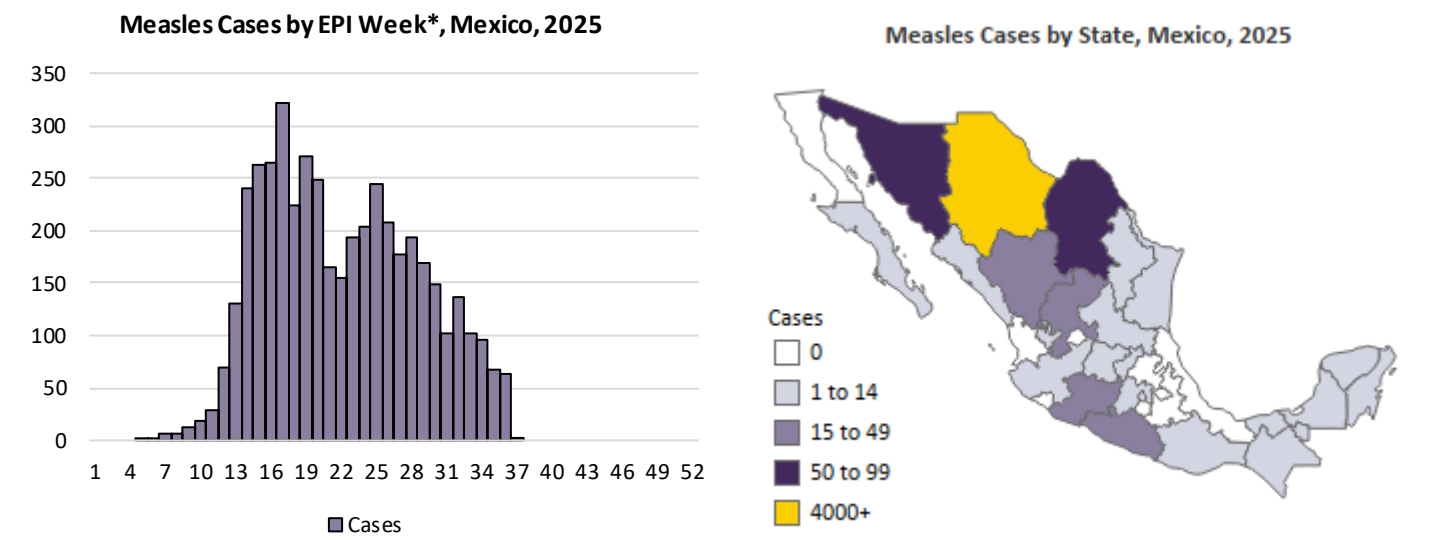 Measles Cases by EPI Week*, Mexico, 2025
350
300
250
200
150
100
50
0
1 4 7 10 13 16 19 22 25 28 31 34 37 40 43 46 49 52
Cases
Measles Cases by State, Mexico, 2025
Cases
0
1 to 14
15 to 49
50 to 99
4000+